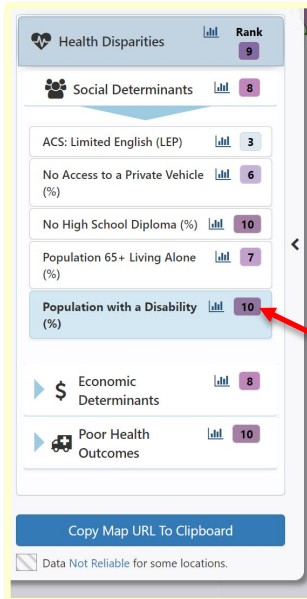 Health Disparities
Rank
9
Social Determinants
8
ACS: Limited English (LEP)
3
No Access to a Private Vehicle
(%)
6
No High School Diploma (%)
10
Population 65+ Living Alone
(%)
7
Population with a Disability
(%)
10
$ Economic
Determinants
8
Poor Health
Outcomes
10
Copy Map URL To Clipboard
Data Not Reliable for some locations.